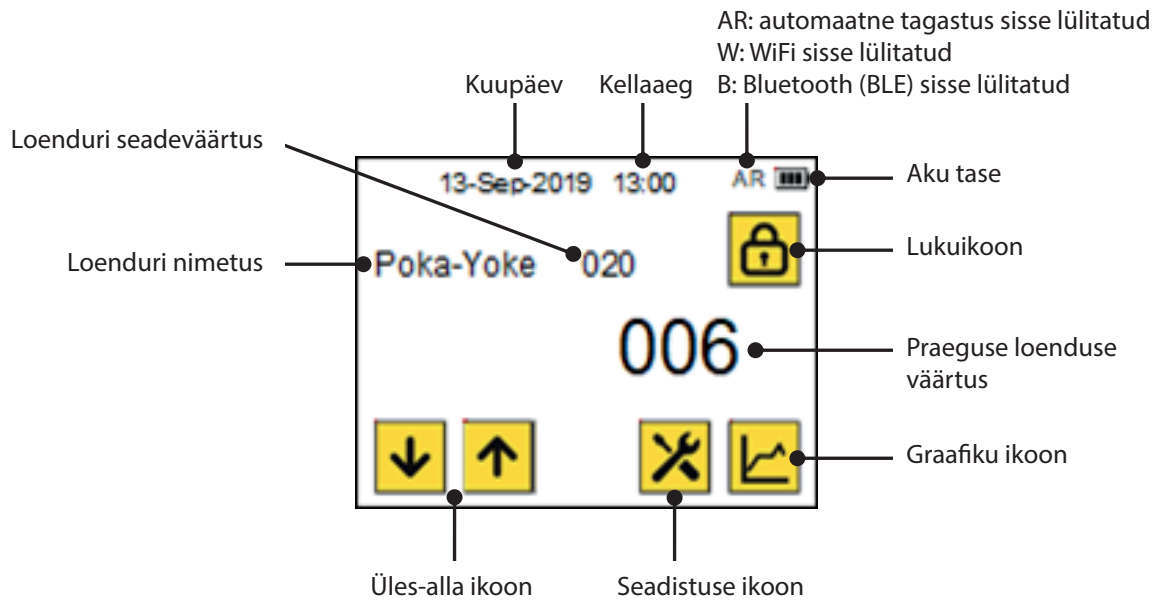 AR: automaatne tagastus sisse lülitatud
W: WiFi sisse lülitatud
B: Bluetooth (BLE) sisse lülitatud
Kuupäev
Kellaaeg
Loenduri seadeväärtus
13-Sep-2019 13:00 AR
Aku tase
Loenduri nimetus
Poka-Yoke 020
Lukuikoon
006
Praeguse loenduse
väärtus
Graafiku ikoon
Üles-alla ikoon
Seadistuse ikoon